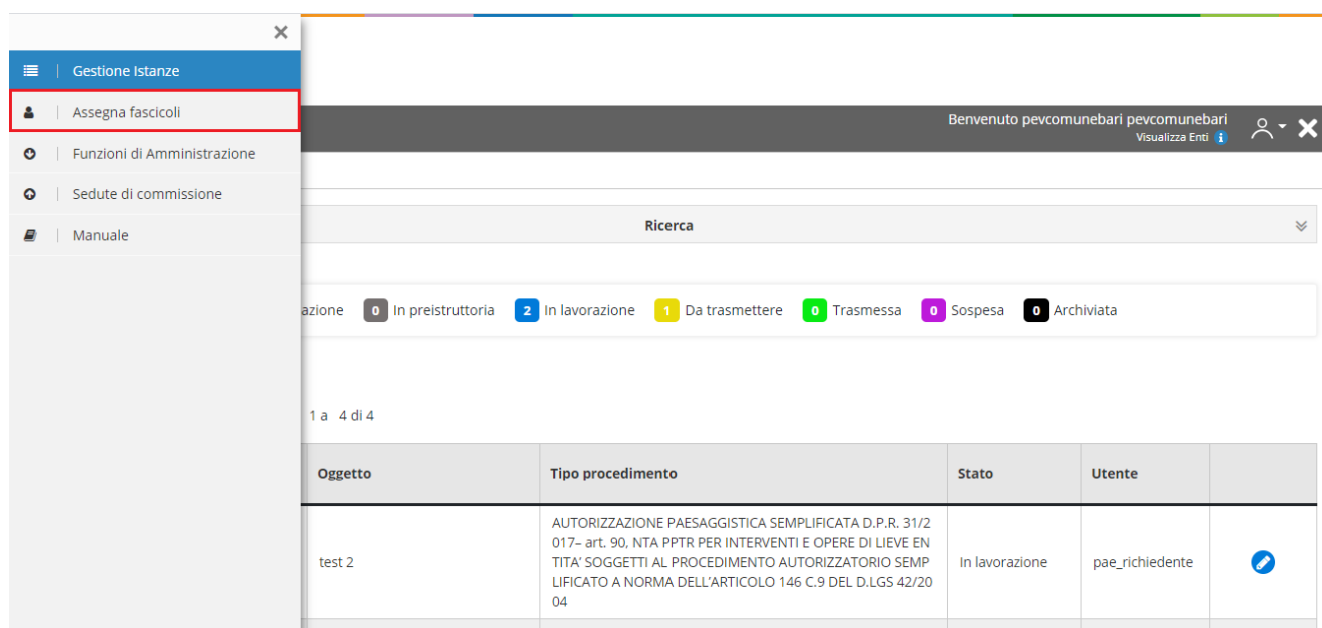 Gestione Istanze
Assegna fascicoli
Funzioni di Amministrazione
Sedute di commissione
Manuale
Benvenuto pevcomunebari pevcomunebari
Visualizza Enti i
Ricerca
azione 0 In preistruttoria 2 In lavorazione 1 Da trasmettere 0 Trasmessa 0 Sospesa 0 Archiviata
1 a 4 di 4
Oggetto Tipo procedimento Stato Utente
AUTORIZZAZIONE PAESAGGISTICA SEMPLIFICATA D.P.R. 31/2
017– art. 90, NTA PPTR PER INTERVENTI E OPERE DI LIEVE EN
test 2 TITA’ SOGGETTI AL PROCEDIMENTO AUTORIZZATORIO SEMP In lavorazione pae_richiedente
LIFICATO A NORMA DELL’ARTICOLO 146 C.9 DEL D.LGS 42/20
04